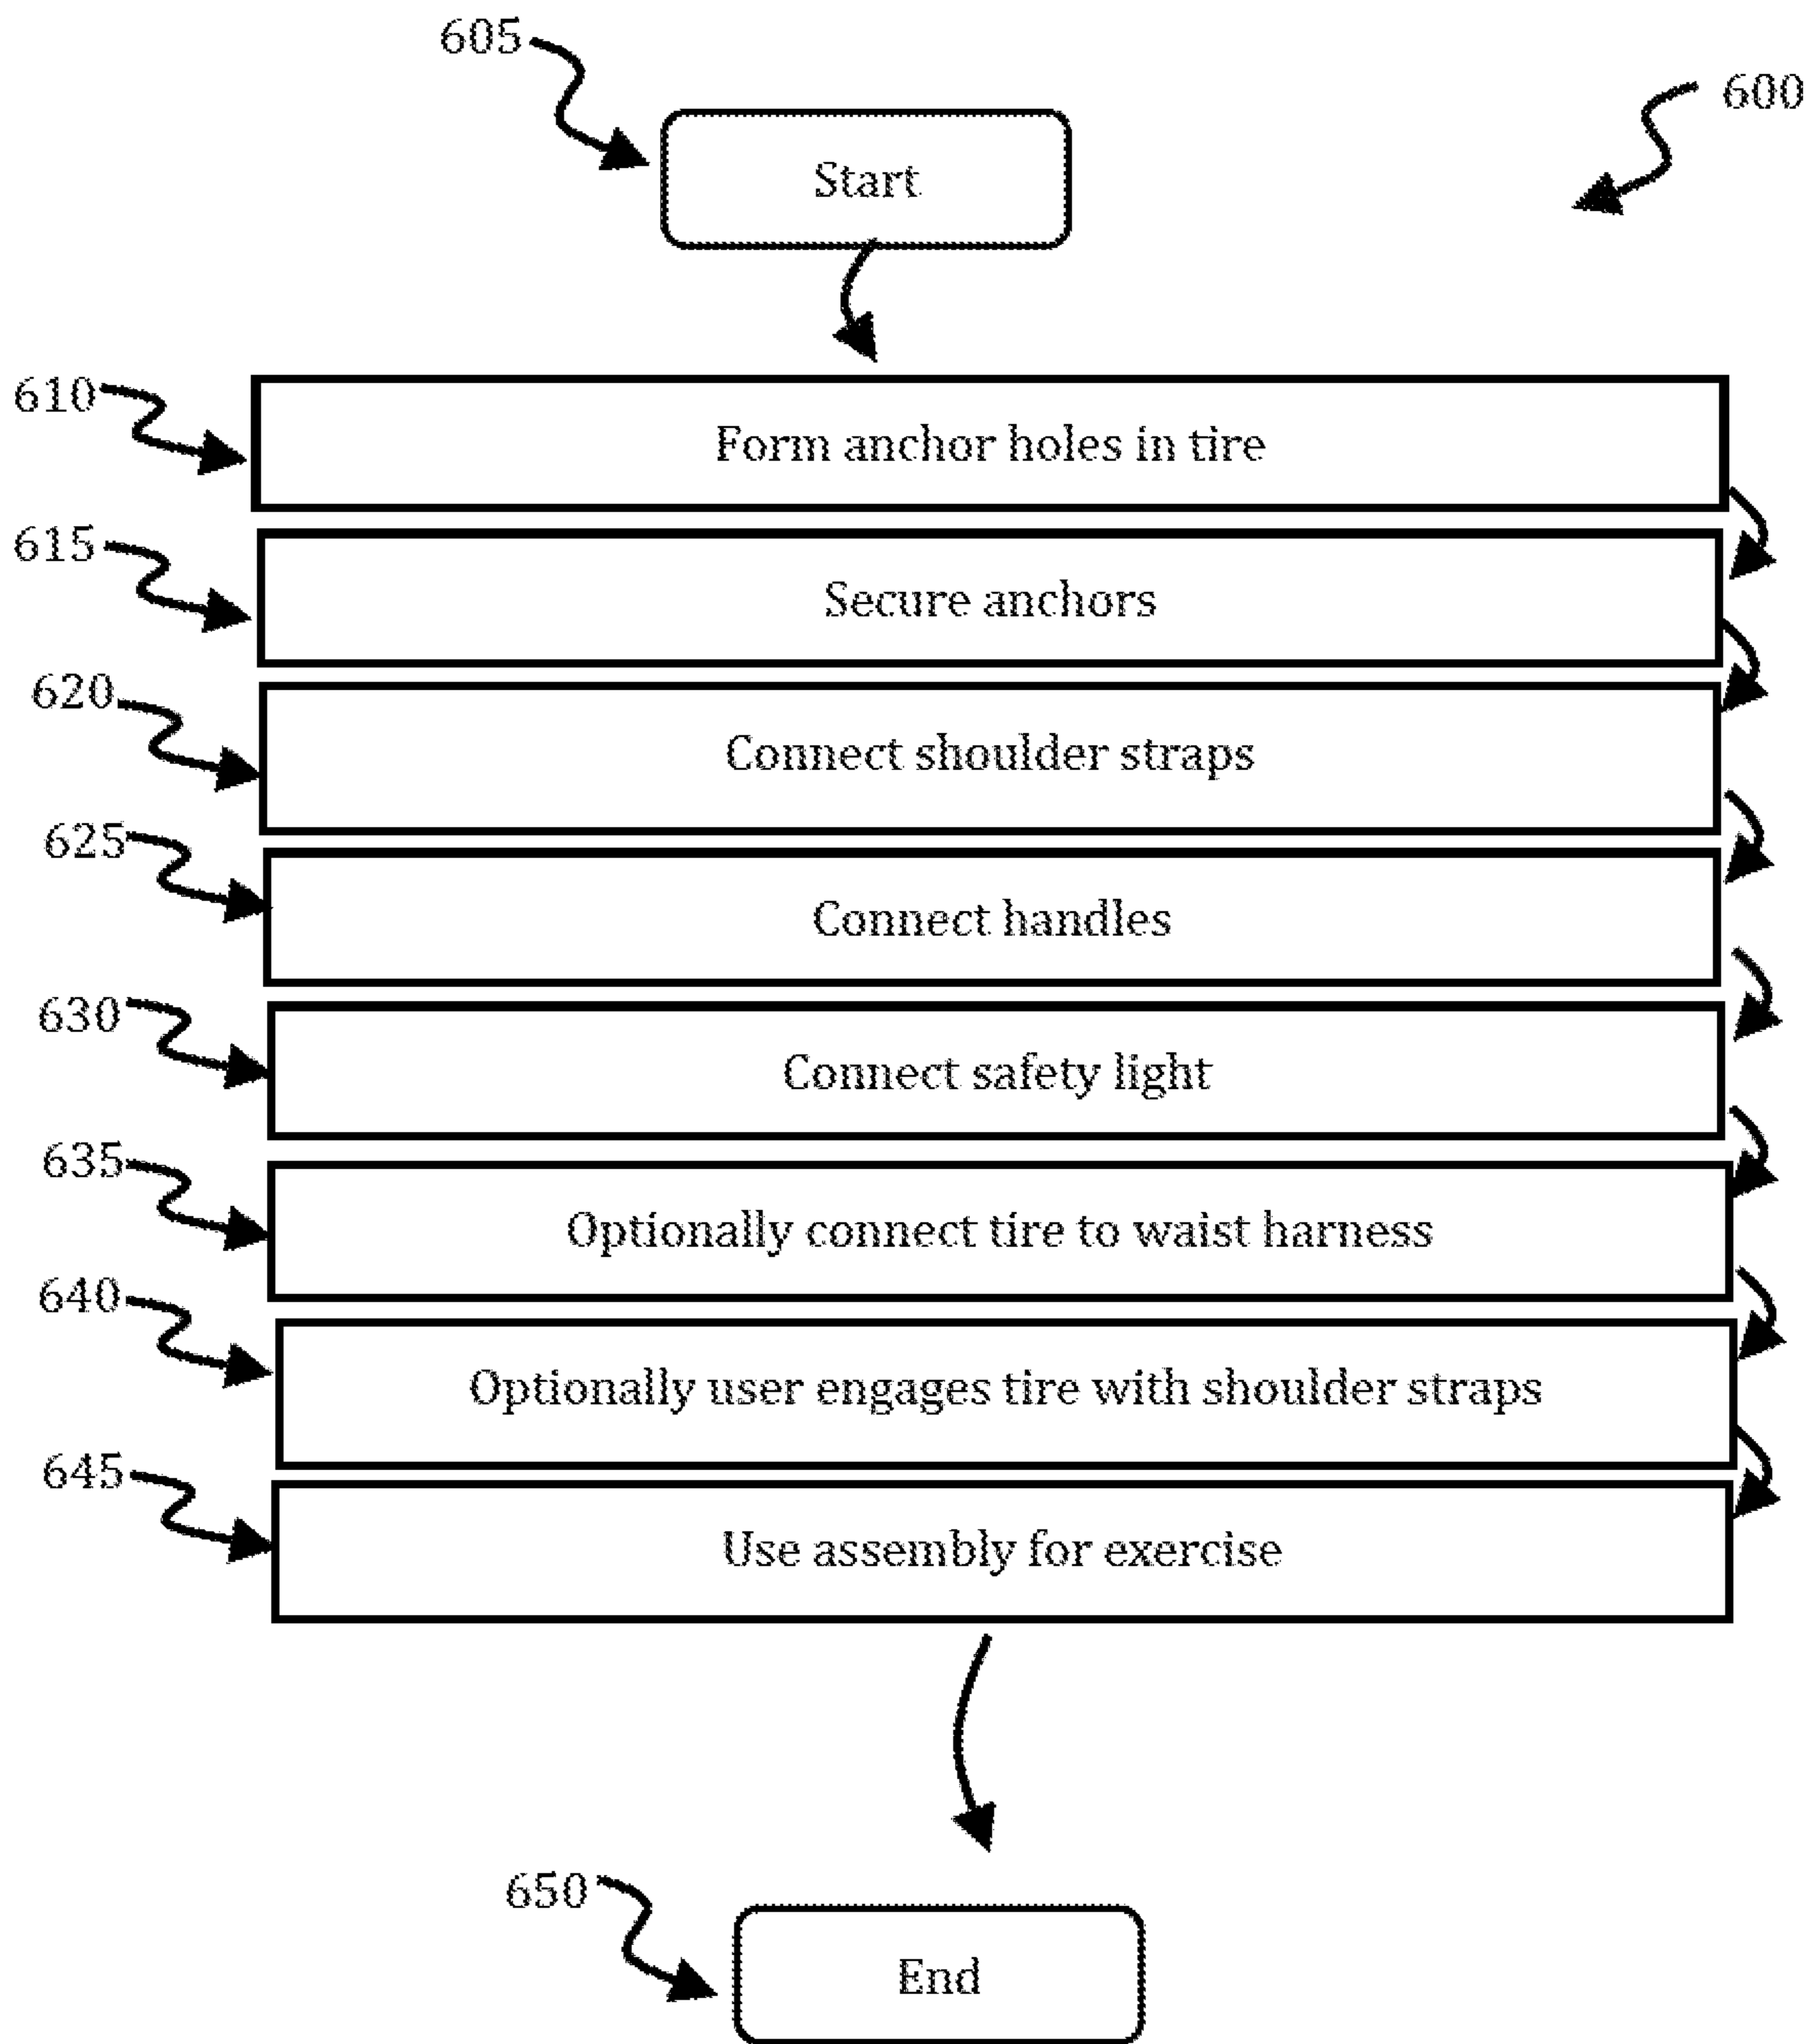 605
600
Start
610
Form anchor holes in tire
615
Secure anchors
620
Connect shoulder straps
625
Connect handles
630
Connect safety light
635
Optionally connect tire to waist harness
640
Optionally user engages tire with shoulder straps
645
Use assembly for exercise
650
End